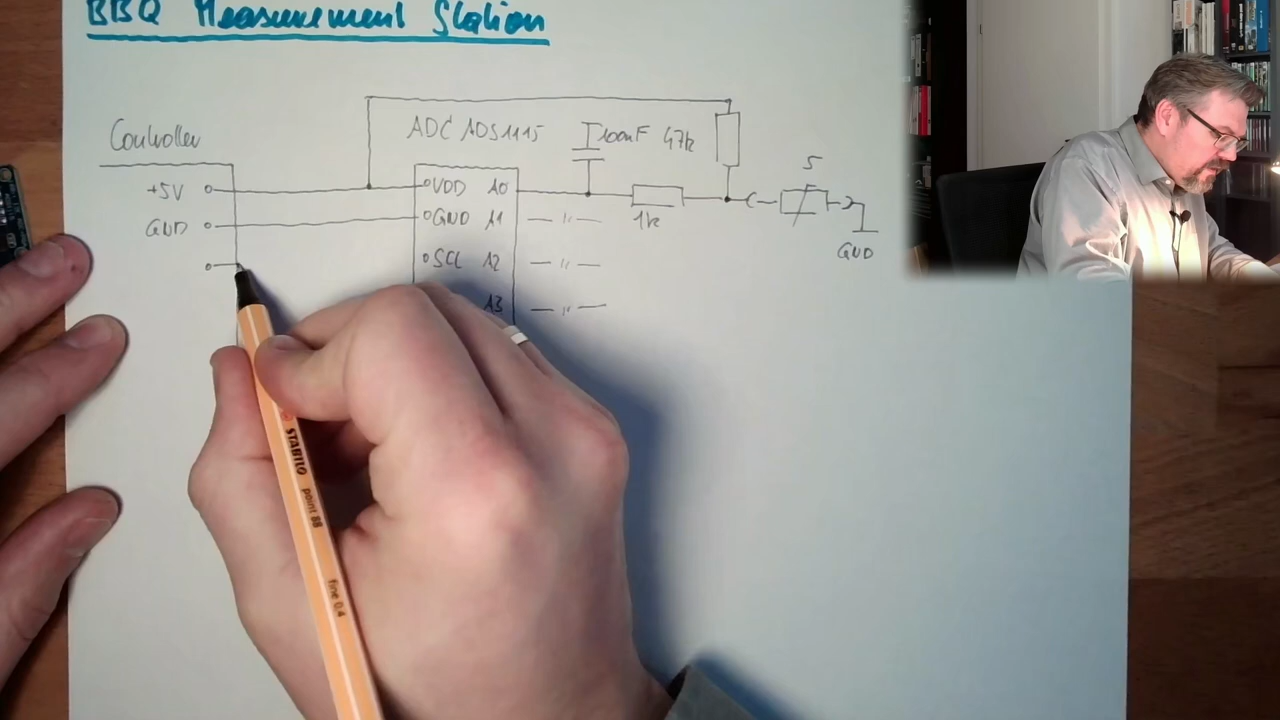 BBQ Measurement Station
Controller
ADC ADS1115
100nF
47k
S
+5V
VDD A0
GND
GND A1
1k
SCL A2
GND
A3
STABILO point 88
fine 0.4